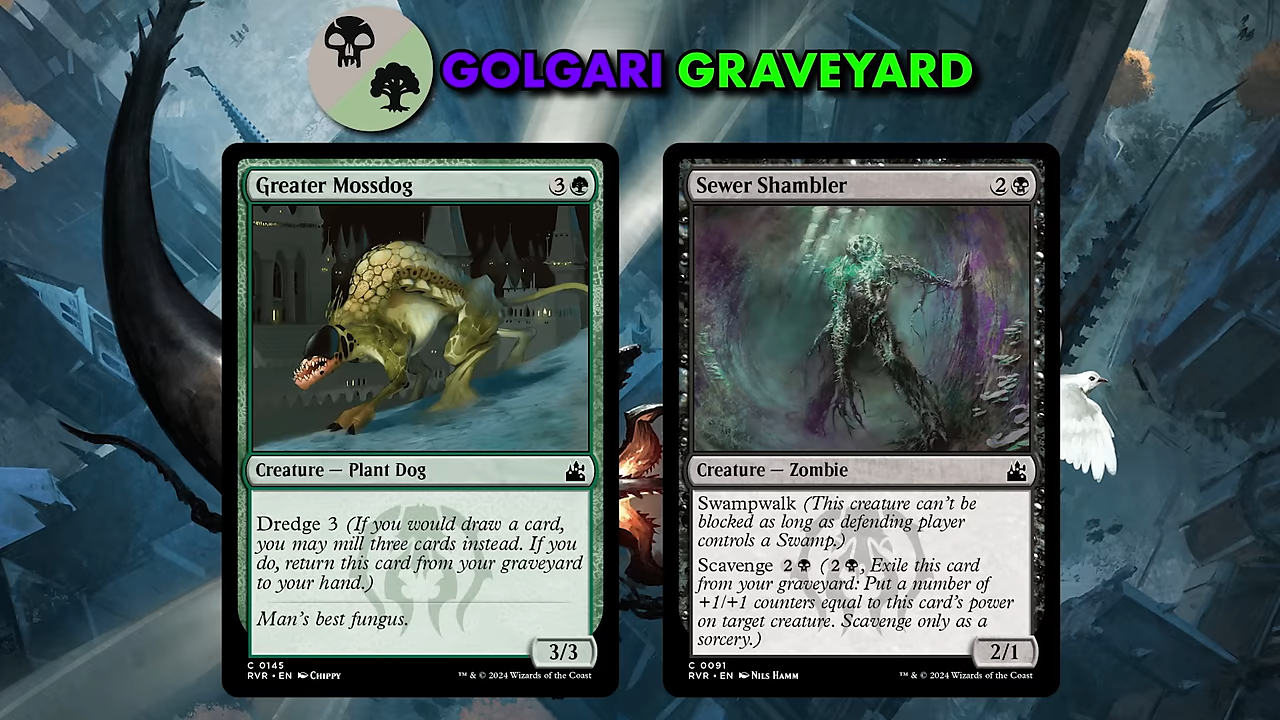 GOLGARI GRAVEYARD
Greater Mossdog 3
Creature — Plant Dog
Dredge 3 (If you would draw a card,
you may mill three cards instead. If you
do, return this card from your graveyard
to your hand.)
Man's best fungus.
3/3
C 0145
RVR • EN Chippy
™ & © 2024 Wizards of the Coast
Sewer Shambler 2
Creature — Zombie
Swampwalk (This creature can't be
blocked as long as defending player
controls a Swamp.)
Scavenge 2 (2, Exile this card
from your graveyard: Put a number of
+1/+1 counters equal to this card's power
on target creature. Scavenge only as a
sorcery.)
2/1
C 0091
RVR • EN Nils Hamm
™ & © 2024 Wizards of the Coast